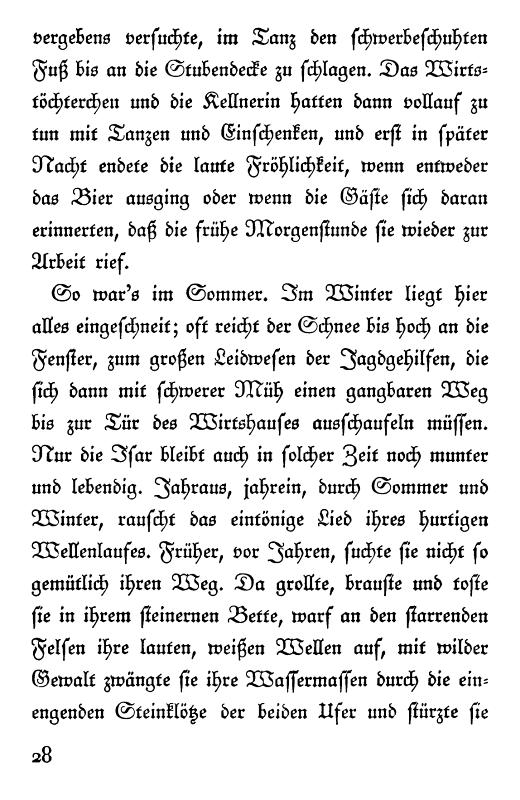 vergebens versuchte, im Tanz den schwerbeschuhten
Fuß bis an die Stubendecke zu schlagen. Das Wirts-
töchterchen und die Kellnerin hatten dann vollauf zu
tun mit Tanzen und Einschenken, und erst in später
Nacht endete die laute Fröhlichkeit, wenn entweder
das Bier ausging oder wenn die Gäste sich daran
erinnerten, daß die frühe Morgenstunde sie wieder zur
Arbeit rief.
So war's im Sommer. Im Winter liegt hier
alles eingeschneit; oft reicht der Schnee bis hoch an die
Fenster, zum großen Leidwesen der Jagdgehilfen, die
sich dann mit schwerer Müh einen gangbaren Weg
bis zur Tür des Wirtshauses ausschaufeln müssen.
Nur die Isar bleibt auch in solcher Zeit noch munter
und lebendig. Jahraus, jahrein, durch Sommer und
Winter, rauscht das eintönige Lied ihres hurtigen
Wellenlaufes. Früher, vor Jahren, suchte sie nicht so
gemütlich ihren Weg. Da grollte, brauste und toste
sie in ihrem steinernen Bette, warf an den starrenden
Felsen ihre lauten, weißen Wellen auf, mit wilder
Gewalt zwängte sie ihre Wassermassen durch die ein-
engenden Steinklötze der beiden Ufer und stürzte sie
28